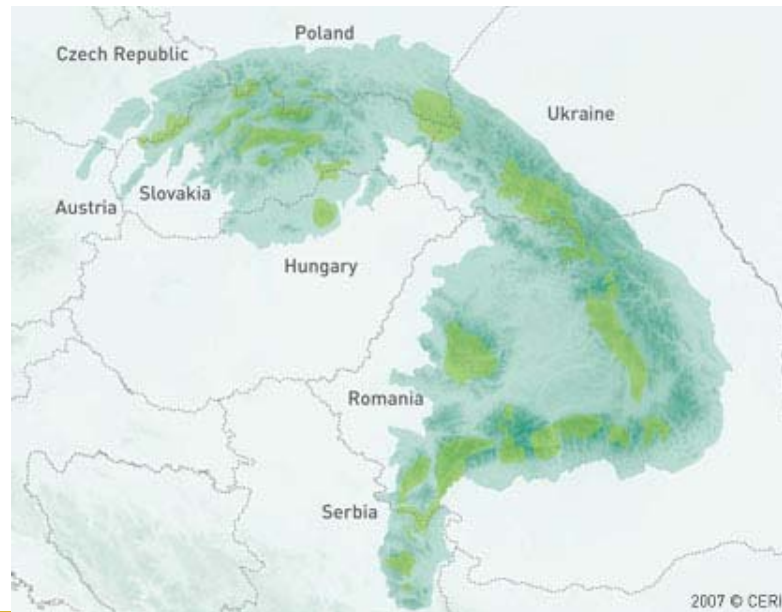 Poland
Czech Republic
Ukraine
Slovakia
Austria
Hungary
Romania
Serbia
2007 © CERI